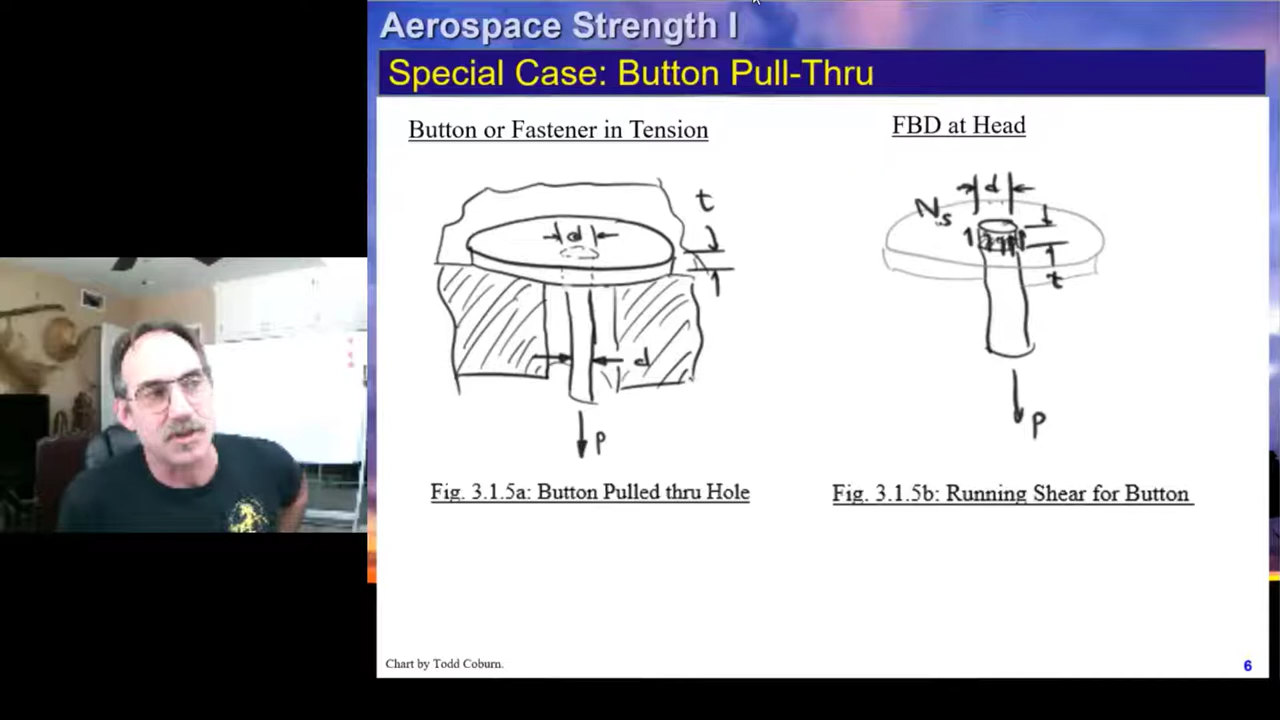 Aerospace Strength I
Special Case: Button Pull-Thru
Button or Fastener in Tension
FBD at Head
t
d
d
P
Ns
d
t
P
Fig. 3.1.5a: Button Pulled thru Hole
Fig. 3.1.5b: Running Shear for Button
Chart by Todd Coburn.
6